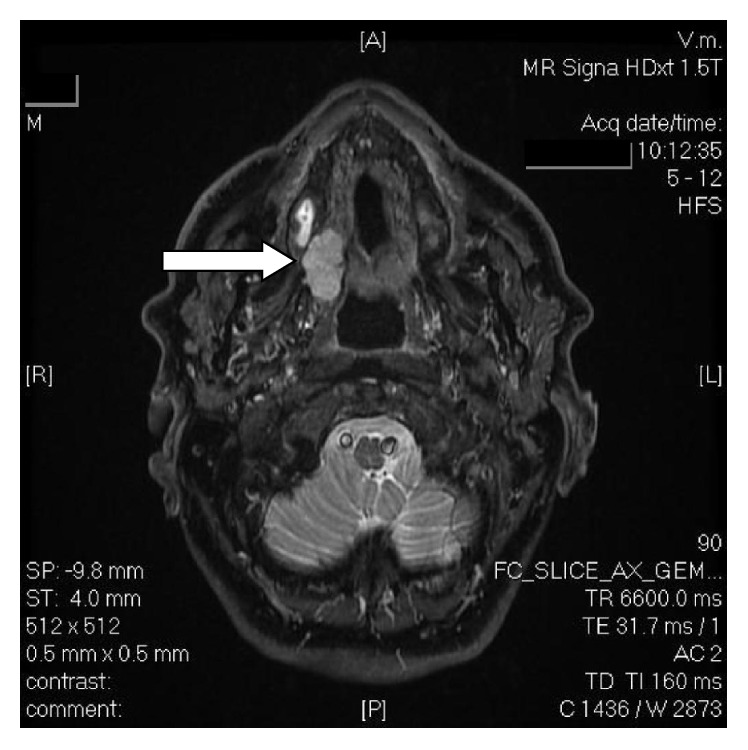 [A]
V.m.
MR Signa HDxt 1.5T
M
Acq date/time:
10:12:35
5 - 12
HFS
[R]
[L]
90
SP: -9.8 mm
FC_SLICE_AX_GEM...
ST: 4.0 mm
TR 6600.0 ms
512 x 512
TE 31.7 ms / 1
0.5 mm x 0.5 mm
AC 2
contrast:
TD TI 160 ms
comment:
[P]
C 1436 / W 2873